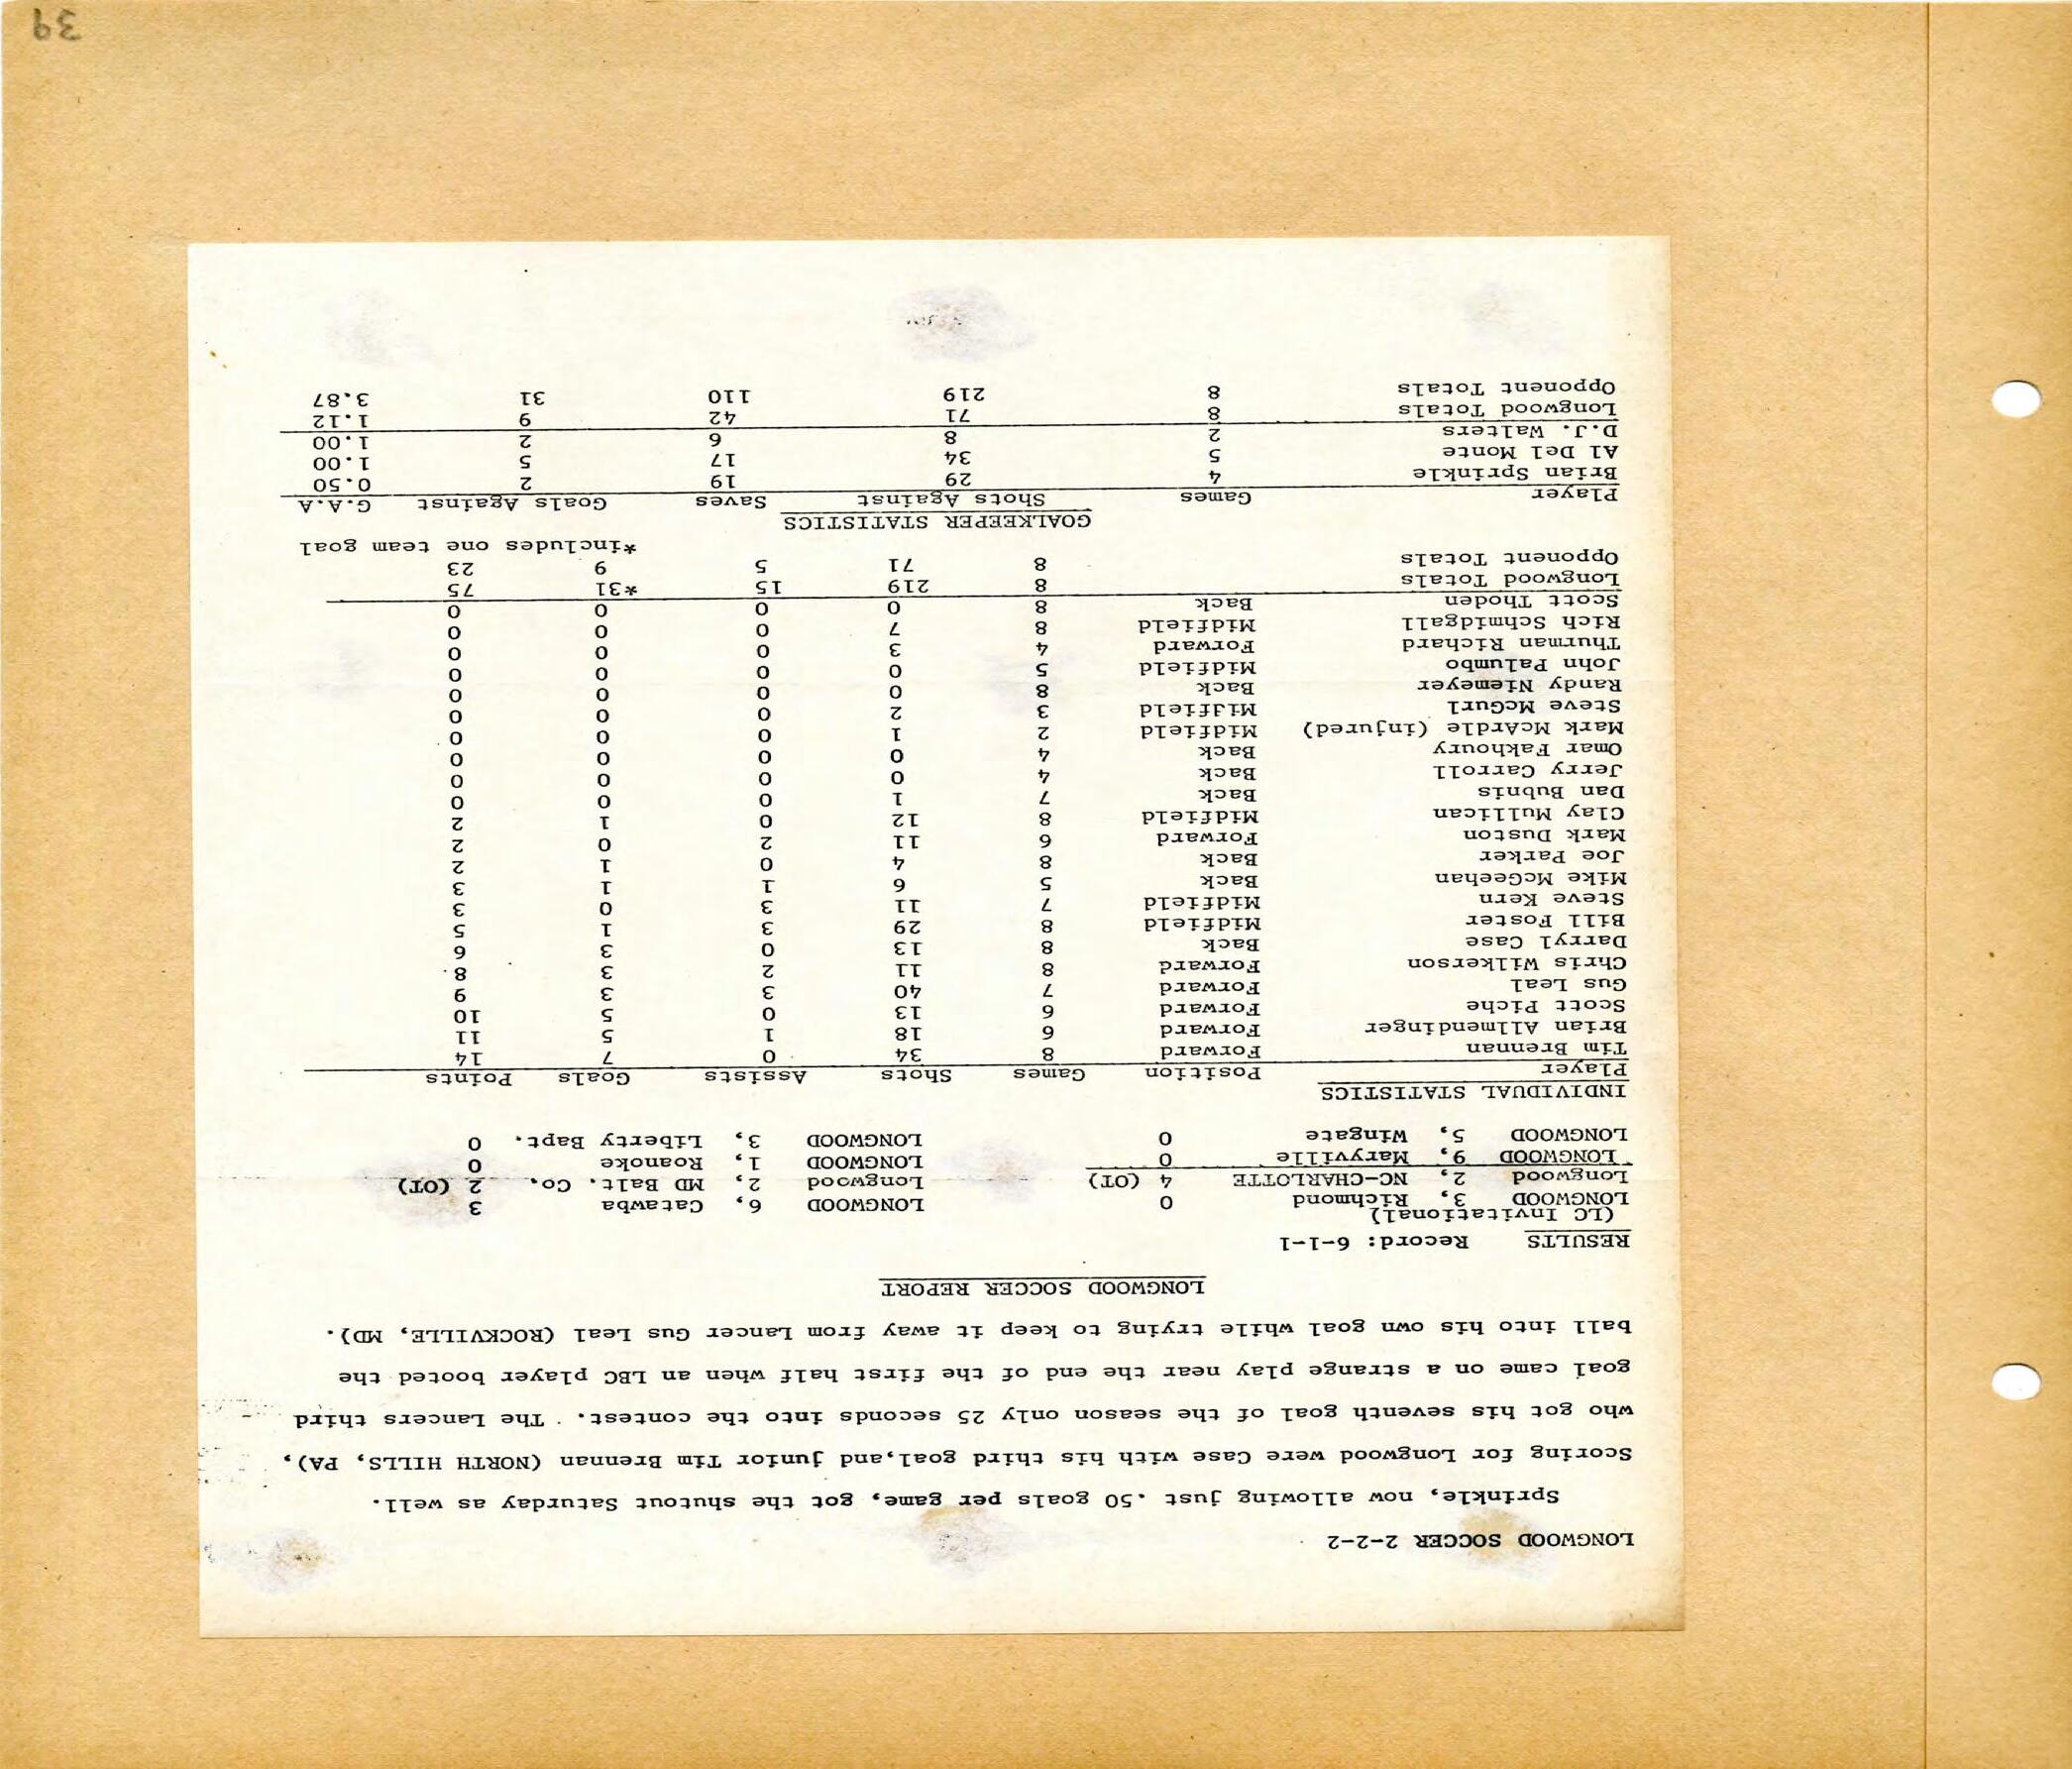 LONGWOOD SOCCER 2-2-2
Sprinkle, now allowing just .50 goals per game, got the shutout Saturday as well.
Scoring for Longwood were Case with his third goal,and junior Tim Brennan (NORTH HILLS, PA),
who got his seventh goal of the season only 25 seconds into the contest. The Lancers third
goal came on a strange play near the end of the first half when an LBC player booted the
ball into his own goal while trying to keep it away from Lancer Gus Leal (ROCKVILLE, MD).
LONGWOOD SOCCER REPORT
RESULTS Record: 6-1-1
(LC Invitational)
LONGWOOD 3, Richmond 0 LONGWOOD 6, Catawba 3
Longwood 2, NC-CHARLOTTE 4 (OT) Longwood 2, MD Balt. Co. 2 (OT)
LONGWOOD 9, Maryville 0 LONGWOOD 1, Roanoke 0
LONGWOOD 5, Wingate 0 LONGWOOD 3, Liberty Bapt. 0
INDIVIDUAL STATISTICS
Player Position Games Shots Assists Goals Points
Tim Brennan Forward 8 34 0 7 14
Brian Allmendinger Forward 6 18 1 5 11
Scott Piche Forward 6 13 0 5 10
Gus Leal Forward 7 40 3 3 9
Chris Wilkerson Forward 8 11 2 3 8
Darryl Case Back 8 13 0 3 6
Bill Foster Midfield 8 29 3 1 5
Steve Kern Midfield 7 11 3 0 3
Mike McGeehan Back 5 6 1 1 3
Joe Parker Back 8 4 0 1 2
Mark Duston Forward 6 11 2 0 2
Clay Mullican Midfield 8 12 0 1 2
Dan Bubnis Back 7 1 0 0 0
Jerry Carroll Back 4 0 0 0 0
Omar Fakhoury Back 4 0 0 0 0
Mark McArdle (injured) Midfield 2 1 0 0 0
Steve McGurl Midfield 3 2 0 0 0
Randy Niemeyer Back 8 0 0 0 0
John Palumbo Midfield 5 0 0 0 0
Thurman Richard Forward 4 3 0 0 0
Rich Schmidgall Midfield 8 7 0 0 0
Scott Thoden Back 8 0 0 0 0
Longwood Totals 8 219 15 *31 75
Opponent Totals 8 71 5 9 23
*includes one team goal
GOALKEEPER STATISTICS
Player Games Shots Against Saves Goals Against G.A.A
Brian Sprinkle 4 29 19 2 0.50
Al Del Monte 5 34 17 5 1.00
D.J. Walters 2 8 6 2 1.00
Longwood Totals 8 71 42 9 1.12
Opponent Totals 8 219 110 31 3.87
39